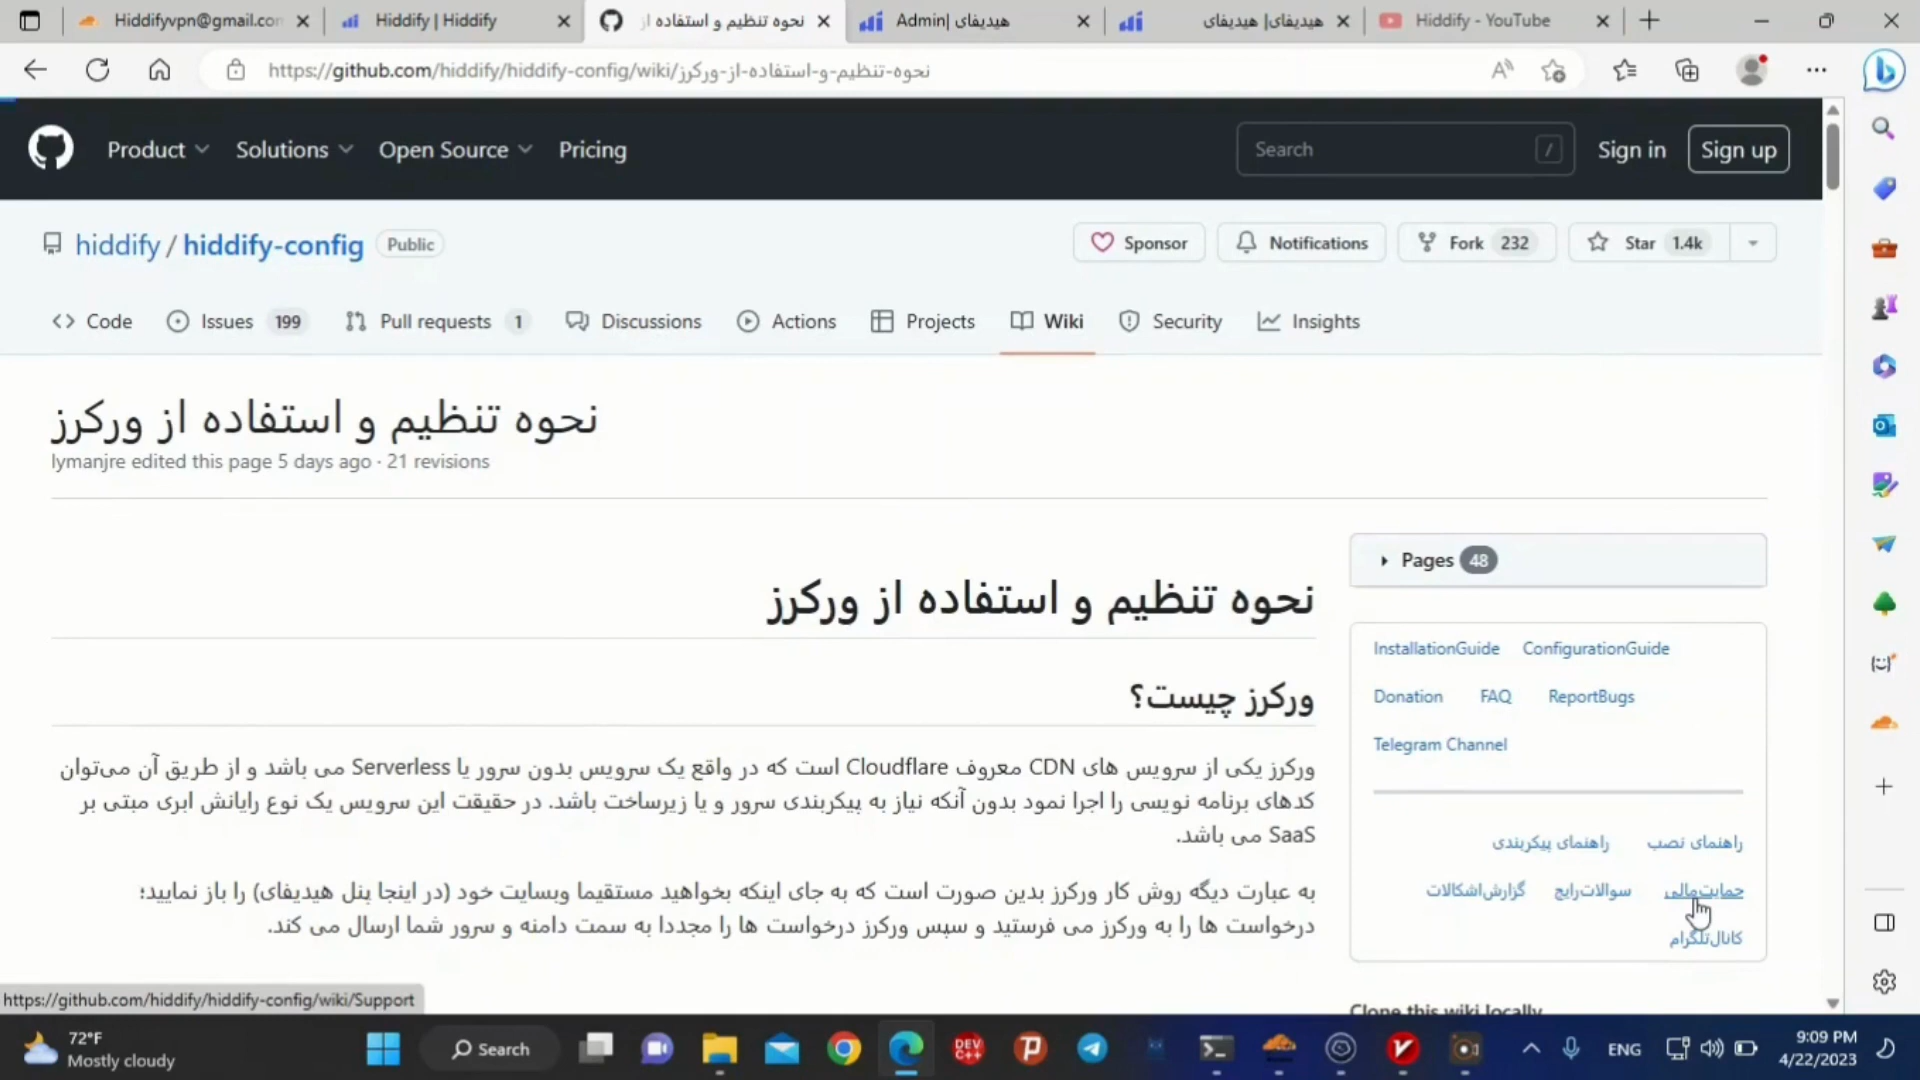 Hiddifyvpn@gmail.con
Hiddify | Hiddify
نحوه تنظیم و استفاده از
Admin| هیدیفای
هیدیفای| هیدیفای
Hiddify - YouTube
https://github.com/hiddify/hiddify-config/wiki/نحوه-تنظیم-و-استفاده-از-ورکرز
Product
Solutions
Open Source
Pricing
Search
/
Sign in
Sign up
hiddify / hiddify-config
Public
Sponsor
Notifications
Fork 232
Star 1.4k
Code
Issues 199
Pull requests 1
Discussions
Actions
Projects
Wiki
Security
Insights
نحوه تنظیم و استفاده از ورکرز
lymanjre edited this page 5 days ago · 21 revisions
نحوه تنظیم و استفاده از ورکرز
ورکرز چیست؟
ورکرز یکی از سرویس های CDN معروف Cloudflare است که در واقع یک سرویس بدون سرور یا Serverless می باشد و از طریق آن می‌توان
کدهای برنامه نویسی را اجرا نمود بدون آنکه نیاز به پیکربندی سرور و یا زیرساخت باشد. در حقیقت این سرویس یک نوع رایانش ابری مبتی بر
SaaS می باشد.
به عبارت دیگه روش کار ورکرز بدین صورت است که به جای اینکه بخواهید مستقیما وبسایت خود (در اینجا پنل هیدیفای) را باز نمایید؛
درخواست ها را به ورکرز می فرستید و سپس ورکرز درخواست ها را مجددا به سمت دامنه و سرور شما ارسال می کند.
Pages 48
InstallationGuide
ConfigurationGuide
Donation
FAQ
ReportBugs
Telegram Channel
راهنمای نصب
راهنمای پیکربندی
حمایت‌مالی
سوالات‌رایج
گزارش‌اشکالات
کانال‌تلگرام
Clone this wiki locally
https://github.com/hiddify/hiddify-config/wiki/Support
72°F
Mostly cloudy
Search
DEV
C++
ENG
9:09 PM
4/22/2023